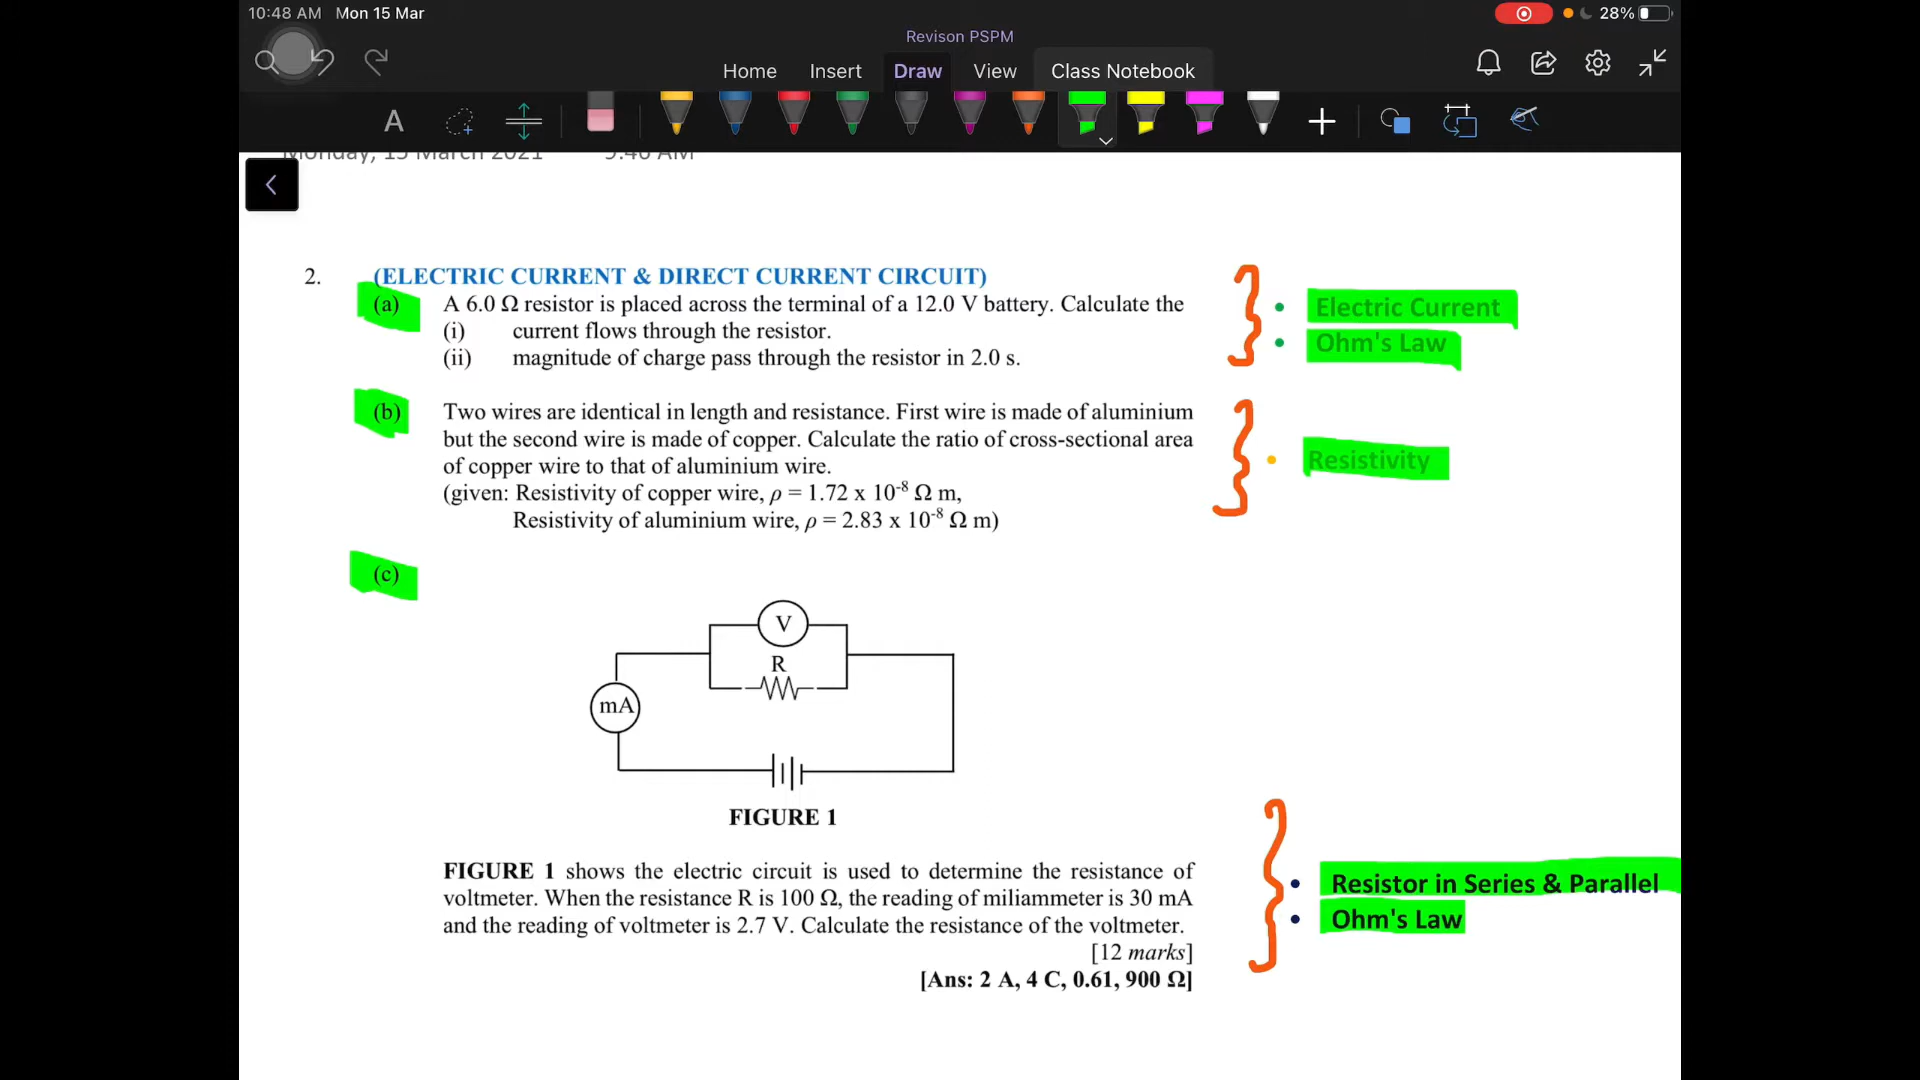 10:48 AM Mon 15 Mar
28%
Revison PSPM
Home Insert Draw View Class Notebook
A
Monday, 15 March 2021 9:46 AM
2. (ELECTRIC CURRENT & DIRECT CURRENT CIRCUIT)
(a) A 6.0 Ω resistor is placed across the terminal of a 12.0 V battery. Calculate the
(i) current flows through the resistor.
(ii) magnitude of charge pass through the resistor in 2.0 s.
• Electric Current
• Ohm's Law
(b) Two wires are identical in length and resistance. First wire is made of aluminium
but the second wire is made of copper. Calculate the ratio of cross-sectional area
of copper wire to that of aluminium wire.
(given: Resistivity of copper wire, ρ = 1.72 x 10⁻⁸ Ω m,
Resistivity of aluminium wire, ρ = 2.83 x 10⁻⁸ Ω m)
• Resistivity
(c)
V
R
mA
FIGURE 1
FIGURE 1 shows the electric circuit is used to determine the resistance of
voltmeter. When the resistance R is 100 Ω, the reading of miliammeter is 30 mA
and the reading of voltmeter is 2.7 V. Calculate the resistance of the voltmeter.
[12 marks]
[Ans: 2 A, 4 C, 0.61, 900 Ω]
• Resistor in Series & Parallel
• Ohm's Law